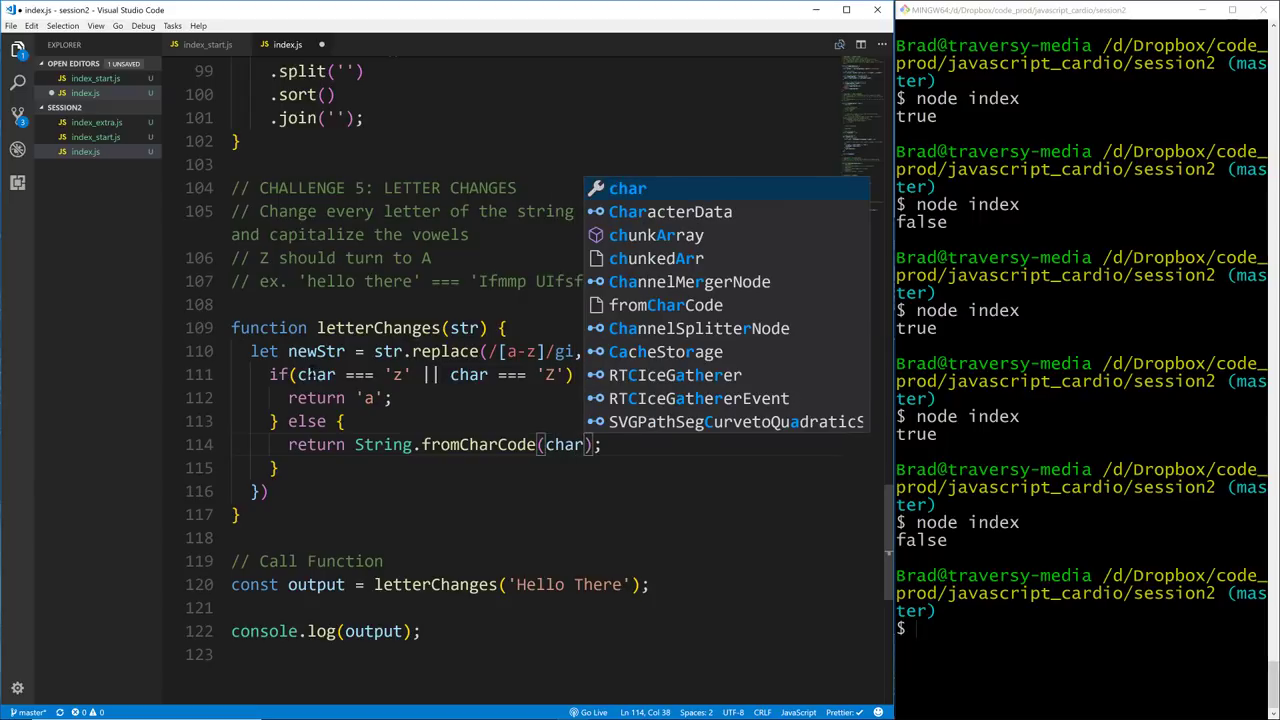 index.js - session2 - Visual Studio Code
File Edit Selection View Go Debug Tasks Help
EXPLORER
OPEN EDITORS 1 UNSAVED
index_start.js U
index.js U
SESSION2
index_extra.js U
index_start.js U
index.js U
index_start.js index.js
99 .split('')
100 .sort()
101 .join('');
102 }
103
104 // CHALLENGE 5: LETTER CHANGES
105 // Change every letter of the string
and capitalize the vowels
106 // Z should turn to A
107 // ex. 'hello there' === 'Ifmmp UIfsf
108
109 function letterChanges(str) {
110 let newStr = str.replace(/[a-z]/gi,
111 if(char === 'z' || char === 'Z')
112 return 'a';
113 } else {
114 return String.fromCharCode(char);
115 }
116 })
117 }
118
119 // Call Function
120 const output = letterChanges('Hello There');
121
122 console.log(output);
123
char
CharacterData
chunkArray
chunkedArr
ChannelMergerNode
fromCharCode
ChannelSplitterNode
CacheStorage
RTCIceGatherer
RTCIceGathererEvent
SVGPathSegCurvetoQuadraticS
master* 0 0
Go Live Ln 114, Col 38 Spaces: 2 UTF-8 CRLF JavaScript Prettier: ✓
MINGW64:/d/Dropbox/code_prod/javascript_cardio/session2
Brad@traversy-media /d/Dropbox/code_
prod/javascript_cardio/session2 (mas
ter)
$ node index
true
Brad@traversy-media /d/Dropbox/code_
prod/javascript_cardio/session2 (mas
ter)
$ node index
false
Brad@traversy-media /d/Dropbox/code_
prod/javascript_cardio/session2 (mas
ter)
$ node index
true
Brad@traversy-media /d/Dropbox/code_
prod/javascript_cardio/session2 (mas
ter)
$ node index
true
Brad@traversy-media /d/Dropbox/code_
prod/javascript_cardio/session2 (mas
ter)
$ node index
false
Brad@traversy-media /d/Dropbox/code_
prod/javascript_cardio/session2 (mas
ter)
$